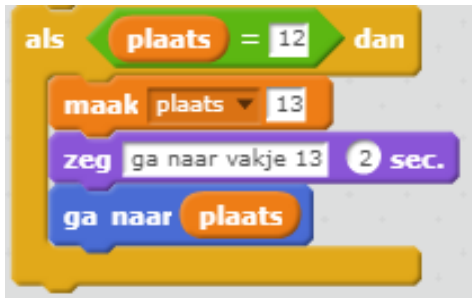 als plaats = 12 dan
maak plaats 13
zeg ga naar vakje 13 2 sec.
ga naar plaats